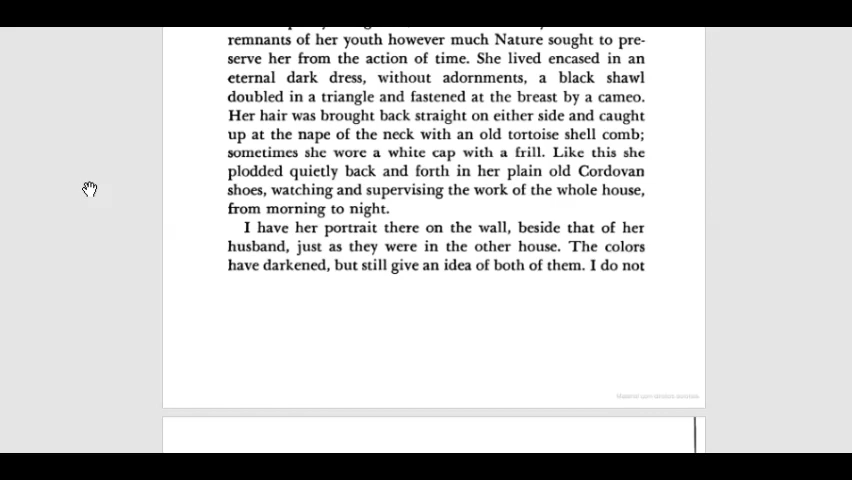 remnants of her youth however much Nature sought to pre-
serve her from the action of time. She lived encased in an
eternal dark dress, without adornments, a black shawl
doubled in a triangle and fastened at the breast by a cameo.
Her hair was brought back straight on either side and caught
up at the nape of the neck with an old tortoise shell comb;
sometimes she wore a white cap with a frill. Like this she
plodded quietly back and forth in her plain old Cordovan
shoes, watching and supervising the work of the whole house,
from morning to night.
I have her portrait there on the wall, beside that of her
husband, just as they were in the other house. The colors
have darkened, but still give an idea of both of them. I do not